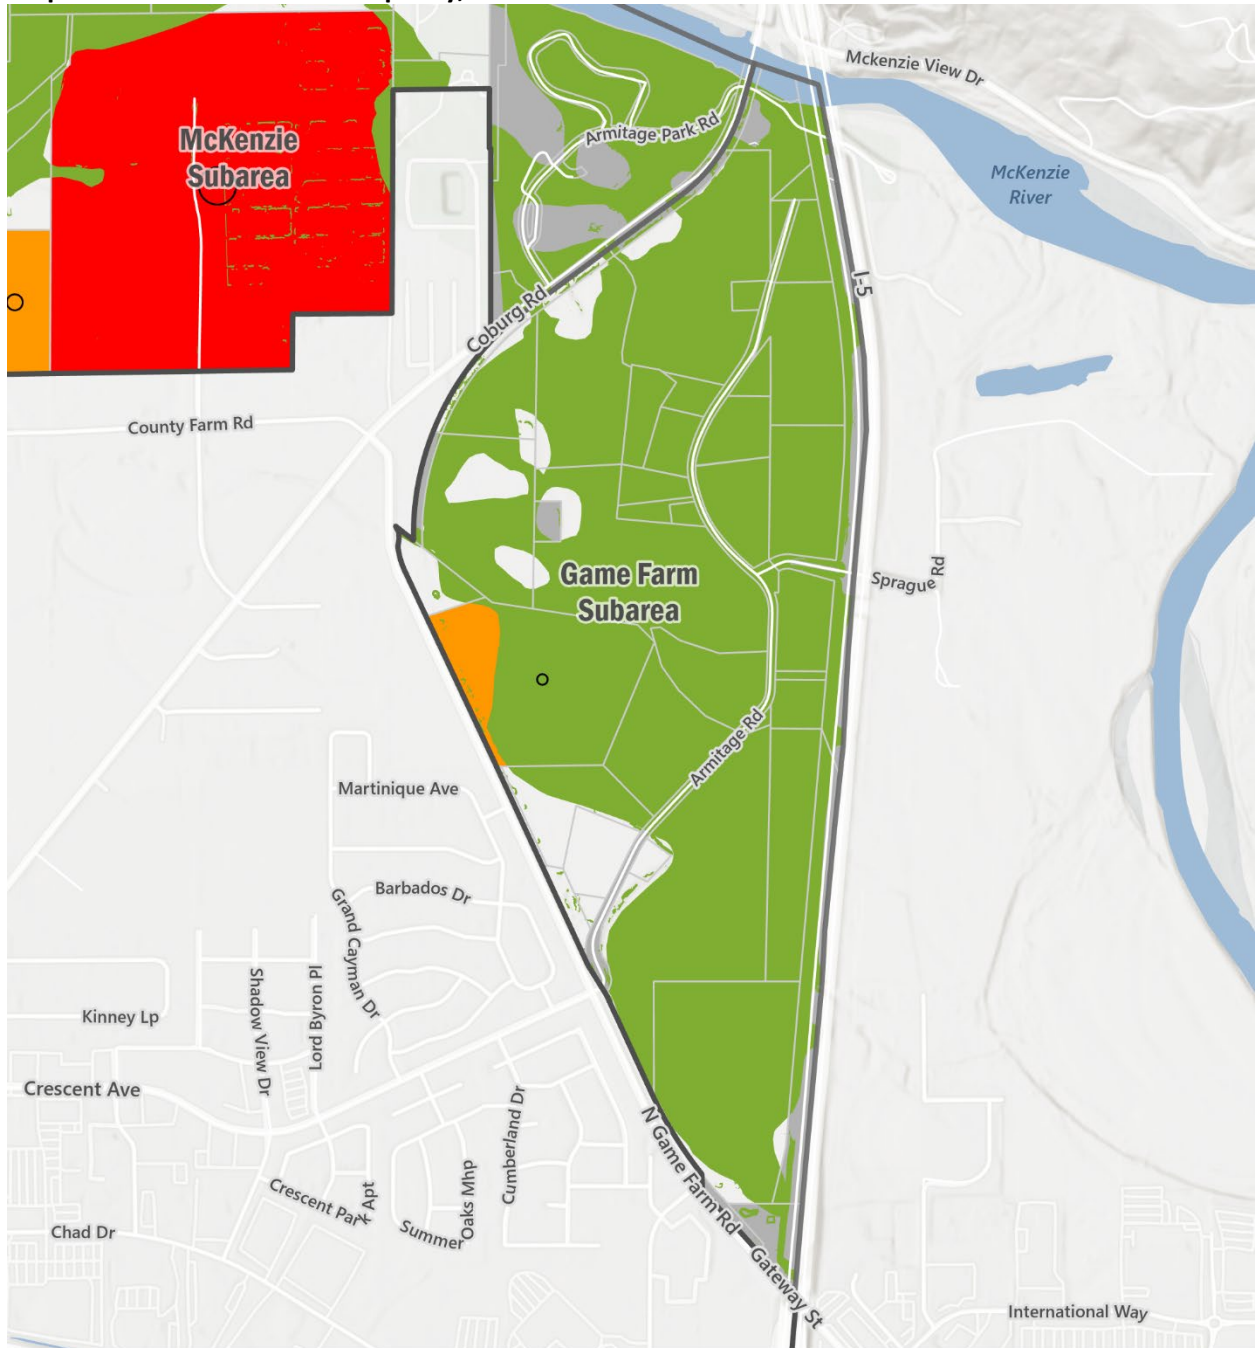 Mckenzie View Dr
McKenzie
Subarea
Armitage Park Rd
McKenzie
River
I-5
Coburg Rd
County Farm Rd
Game Farm
Subarea
Sprague Rd
Armitage Rd
Martinique Ave
Barbados Dr
Grand Cayman Dr
Shadow View Dr
Lord Byron Pl
Kinney Lp
Crescent Ave
Cumberland Dr
N Game Farm Rd
Crescent Park Apt
Summer Oaks Mhp
Chad Dr
Gateway St
International Way